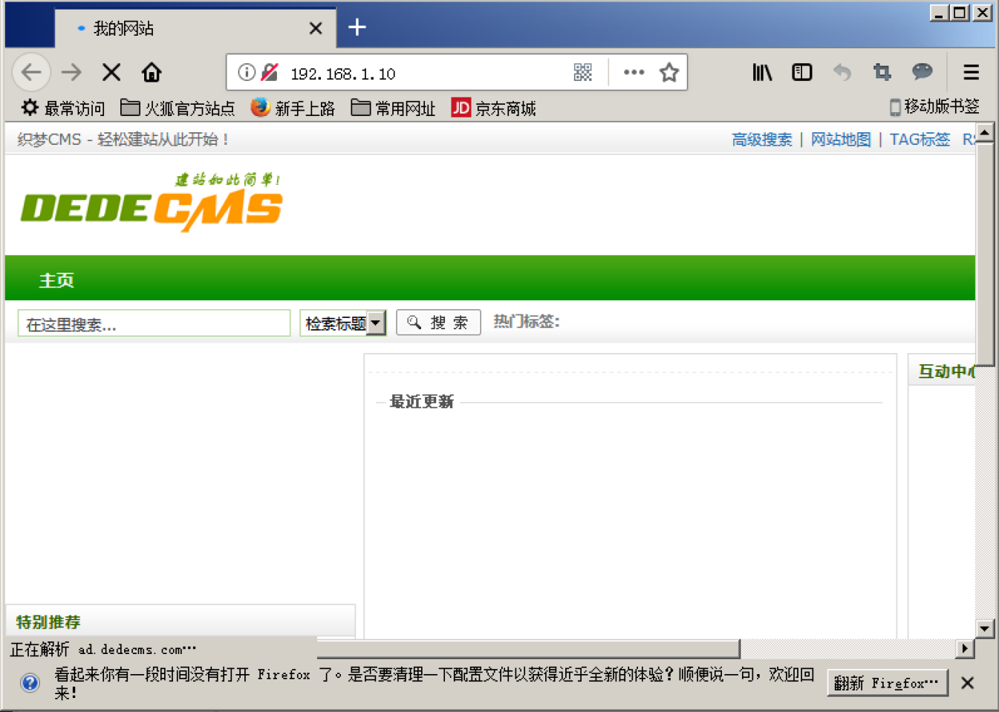 我的网站
192.168.1.10
最常访问 火狐官方站点 新手上路 常用网址 JD 京东商城 移动版书签
织梦CMS - 轻松建站从此开始！ 高级搜索 | 网站地图 | TAG标签
建站如此简单!
DEDECMS
主页
在这里搜索... 检索标题 搜 索 热门标签:
互动中心
最近更新
特别推荐
正在解析 ad.dedecms.com…
看起来你有一段时间没有打开 Firefox 了。是否要清理一下配置文件以获得近乎全新的体验？顺便说一句，欢迎回
来！
翻新 Firefox…